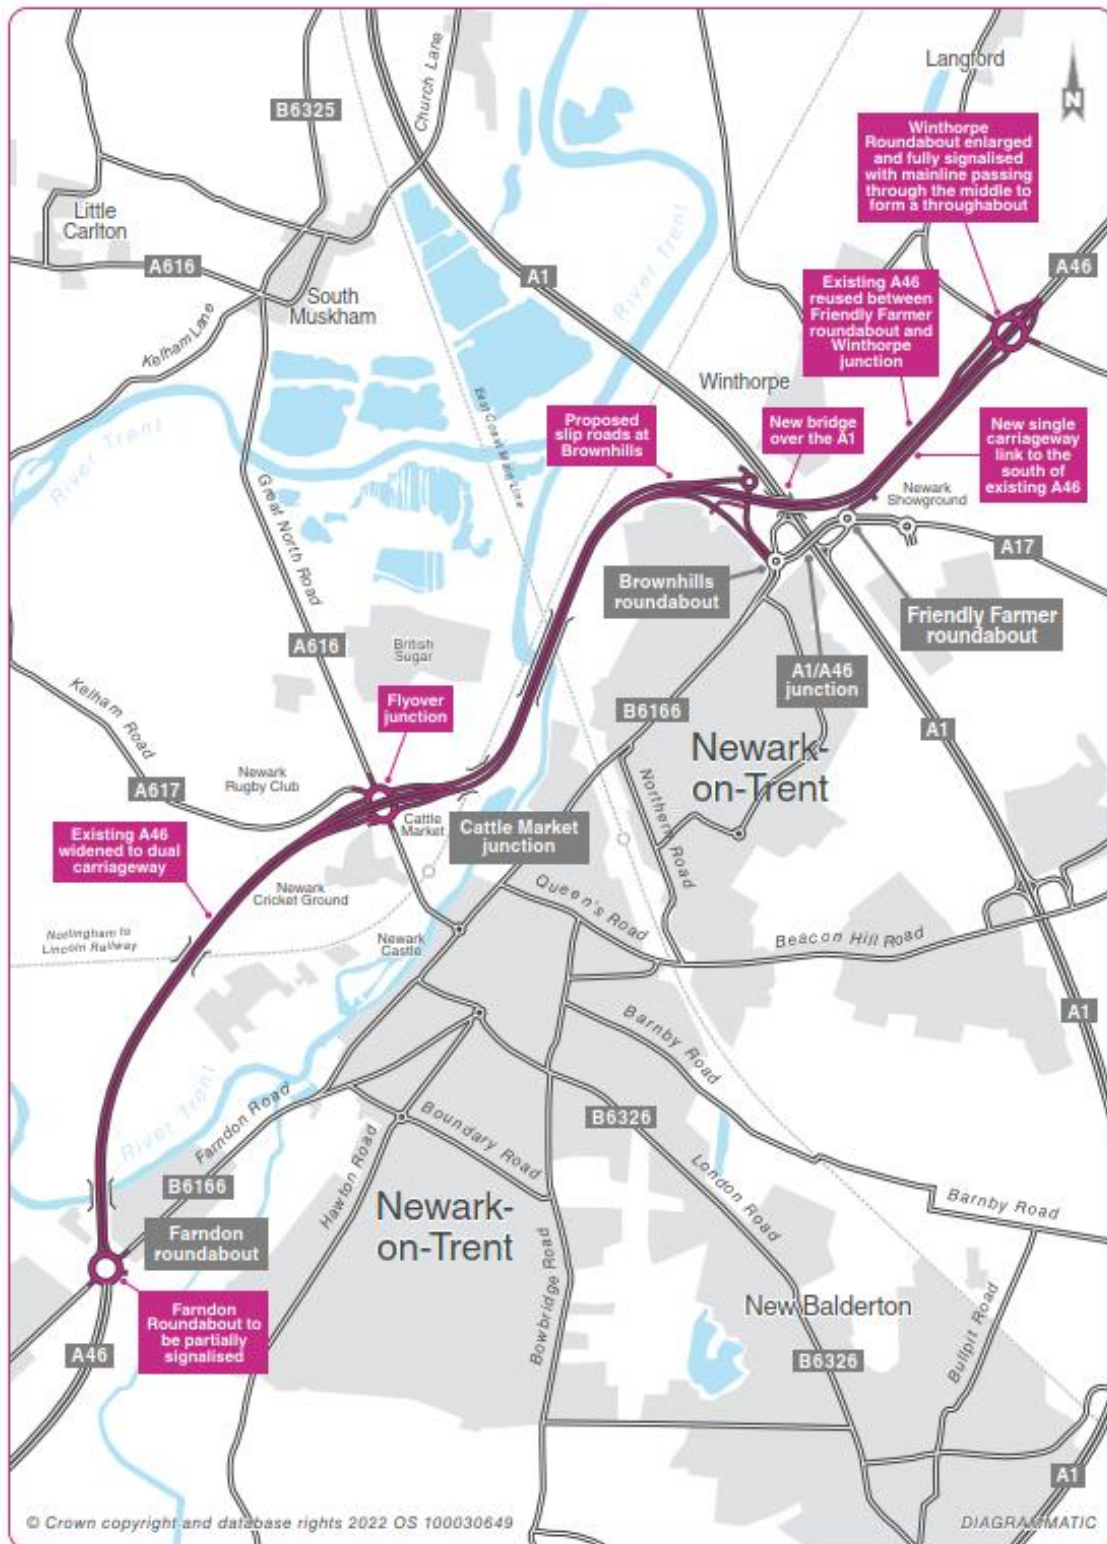 Langford
N
Winthorpe
Roundabout enlarged
and fully signalised
with mainline passing
through the middle to
form a throughabout
B6325
Church Lane
Little
Carlton
A616
South
Muskham
Kelham Lane
A1
River Trent
A46
Existing A46
reused between
Friendly Farmer
roundabout and
Winthorpe
junction
Winthorpe
East Coast Main Line
River Trent
Proposed
slip roads at
Brownhills
New bridge
over the A1
New single
carriageway
link to the
south of
existing A46
Newark
Showground
Great North Road
A17
Brownhills
roundabout
Friendly Farmer
roundabout
A616
British
Sugar
A1/A46
junction
Flyover
junction
B6166
A1
Kelham Road
Newark-
on-Trent
Newark
Rugby Club
A617
Northern Road
Cattle
Market
Cattle Market
junction
Existing A46
widened to dual
carriageway
Newark
Cricket Ground
Queen's Road
Nottingham to
Lincoln Railway
Newark
Castle
Beacon Hill Road
A1
Barnby Road
River Trent
Farndon Road
Boundary Road
B6326
Hawton Road
London Road
B6166
Newark-
on-Trent
Barnby Road
Farndon
roundabout
Bowbridge Road
New Balderton
Bullpit Road
Farndon
Roundabout to
be partially
signalised
A46
B6326
A1
© Crown copyright and database rights 2022 OS 100030649
DIAGRAMMATIC